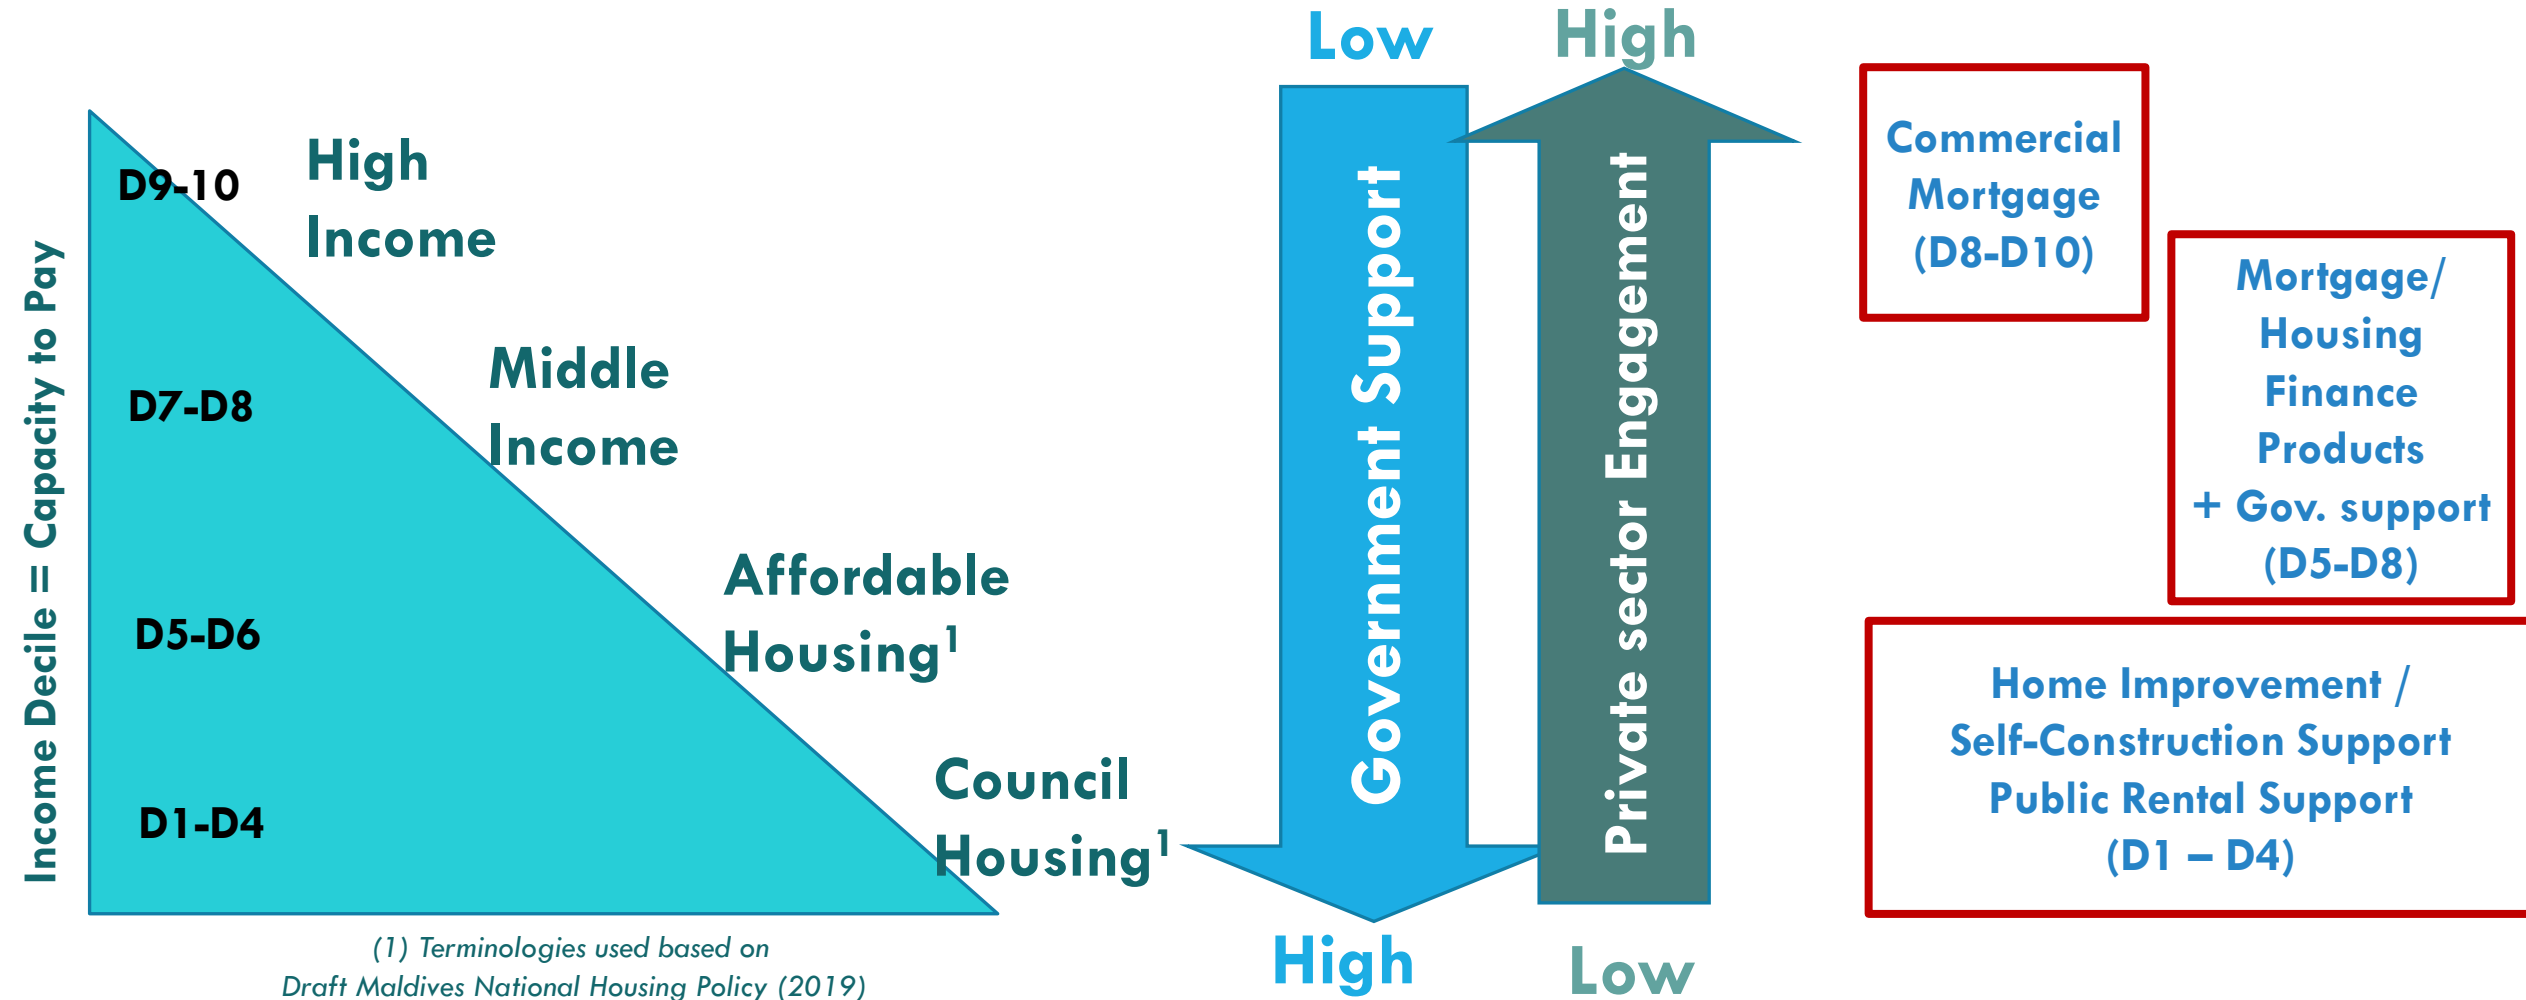 Income Decile = Capacity to Pay
D9-10
High
Income
D7-D8
Middle
Income
D5-D6
Affordable
Housing¹
D1-D4
Council
Housing¹
(1) Terminologies used based on
Draft Maldives National Housing Policy (2019)
Low
Government Support
High
High
Private sector Engagement
Low
Commercial
Mortgage
(D8-D10)
Mortgage/
Housing
Finance
Products
+ Gov. support
(D5-D8)
Home Improvement /
Self-Construction Support
Public Rental Support
(D1 – D4)